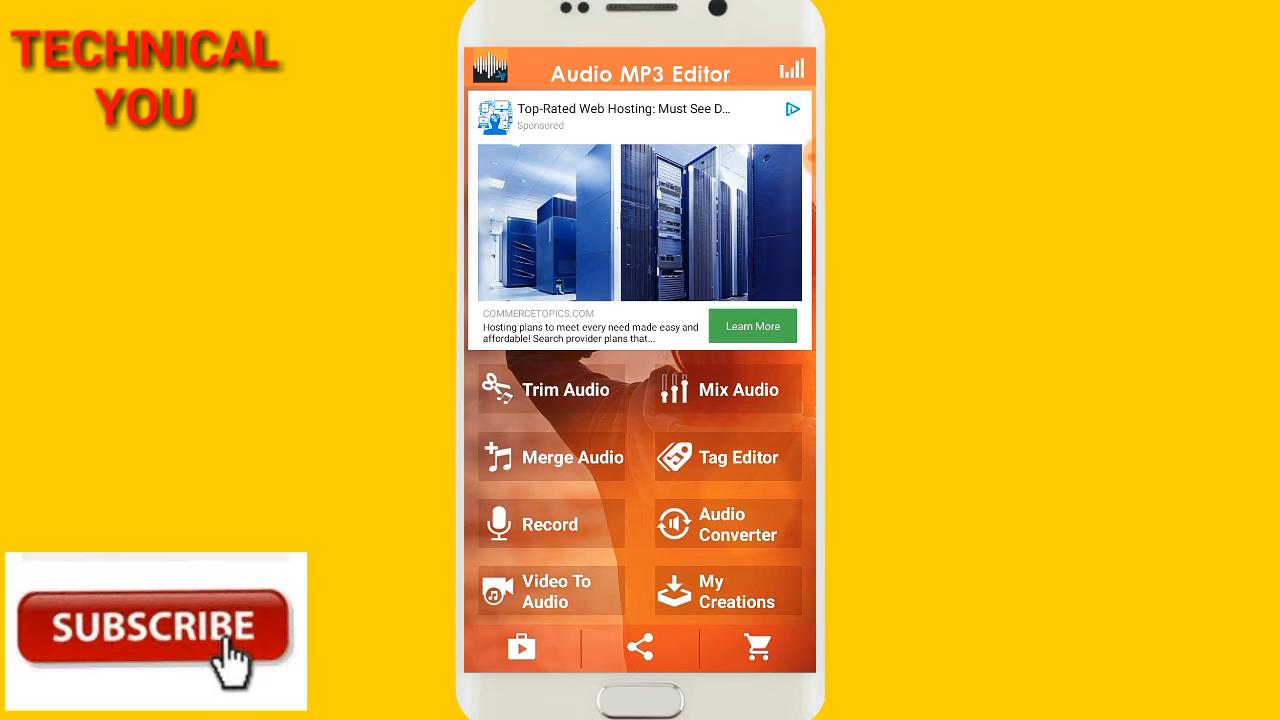 TECHNICAL
YOU
Audio MP3 Editor
Top-Rated Web Hosting: Must See D...
Sponsored
COMMERCETOPICS.COM
Hosting plans to meet every need made easy and
affordable! Search provider plans that...
Learn More
Trim Audio
Mix Audio
Merge Audio
Tag Editor
Record
Audio
Converter
Video To
Audio
My
Creations
SUBSCRIBE